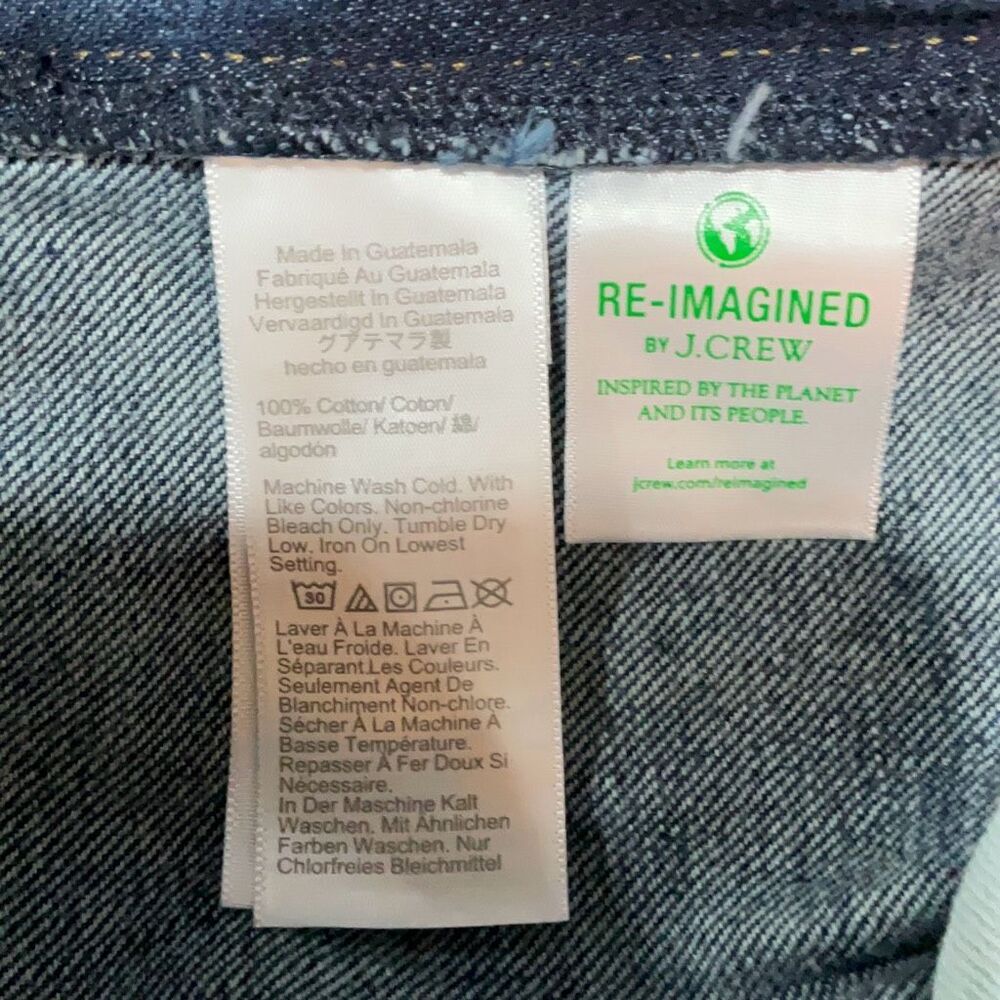 Made In Guatemala
Fabriqué Au Guatemala
Hergestellt In Guatemala
Vervaardigd In Guatemala
グアテマラ製
hecho en guatemala
100% Cotton/ Coton/
Baumwolle/ Katoen/ 綿/
algodón
Machine Wash Cold. With
Like Colors. Non-chlorine
Bleach Only. Tumble Dry
Low. Iron On Lowest
Setting.
30
Laver À La Machine À
L'eau Froide. Laver En
Séparant Les Couleurs.
Seulement Agent De
Blanchiment Non-chlore.
Sécher À La Machine À
Basse Température.
Repasser À Fer Doux Si
Nécessaire.
In Der Maschine Kalt
Waschen. Mit Ähnlichen
Farben Waschen. Nur
Chlorfreies Bleichmittel
RE-IMAGINED
BY J.CREW
INSPIRED BY THE PLANET
AND ITS PEOPLE.
Learn more at
jcrew.com/reimagined